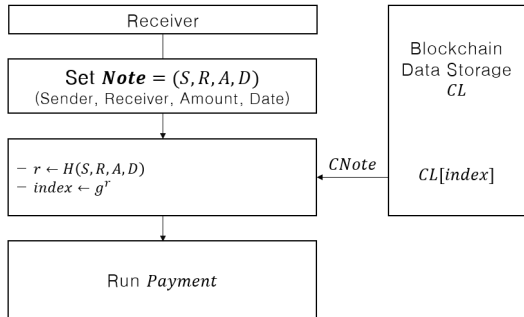 Receiver
Set Note = (S, R, A, D)
(Sender, Receiver, Amount, Date)
− r ← H(S, R, A, D)
− index ← g^r
Run Payment
CNote
Blockchain
Data Storage
CL
CL[index]